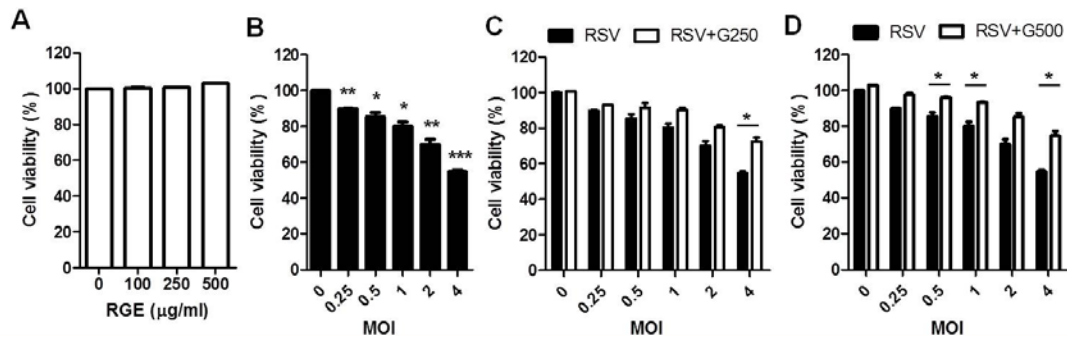 A
Cell viability (%)
120
100
80
60
40
20
0
0 100 250 500
RGE (µg/ml)
B
Cell viability (%)
120
100
80
60
40
20
0
** * * ** ***
0 0.25 0.5 1 2 4
MOI
C
RSV RSV+G250
Cell viability (%)
120
100
80
60
40
20
0
*
0 0.25 0.5 1 2 4
MOI
D
RSV RSV+G500
Cell viability (%)
120
100
80
60
40
20
0
* * *
0 0.25 0.5 1 2 4
MOI